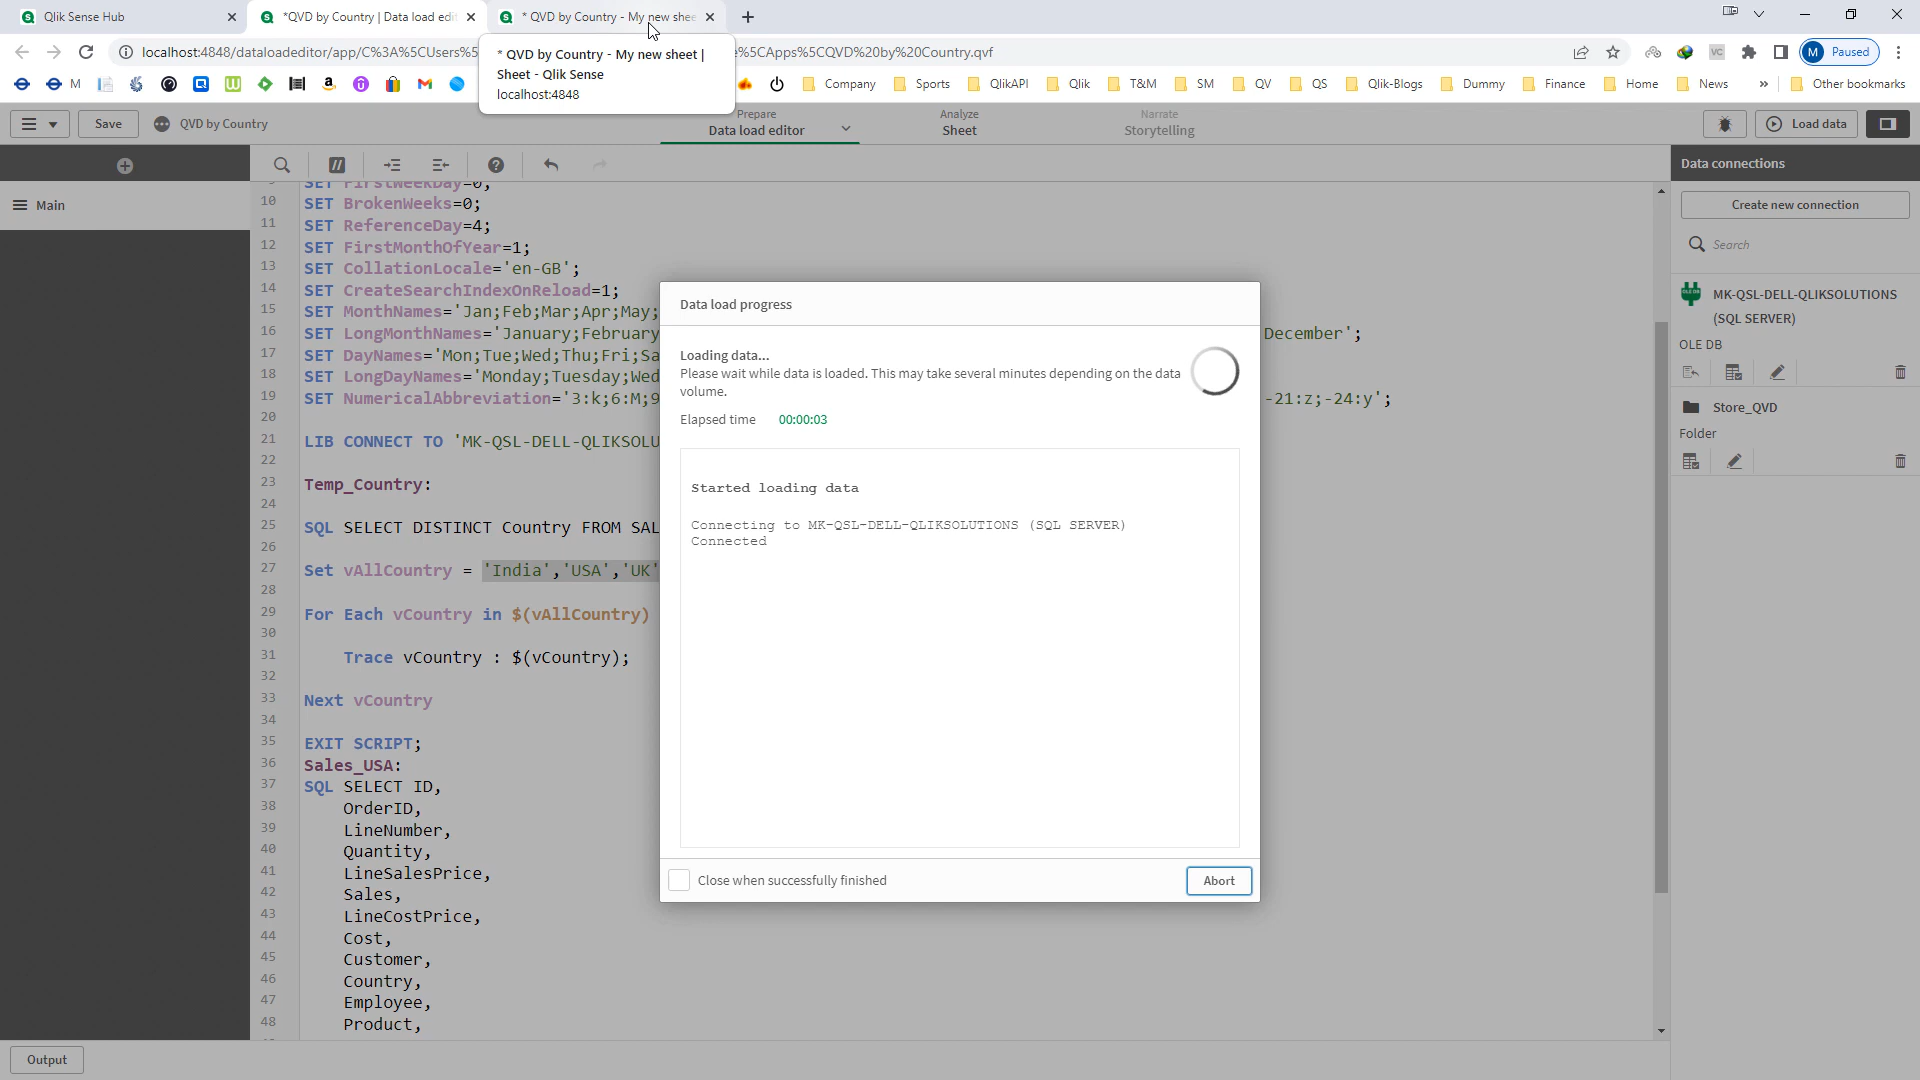 Qlik Sense Hub
*QVD by Country | Data load edit
* QVD by Country - My new shee
localhost:4848/dataloadeditor/app/C%3A%5CUsers%5
e%5CApps%5CQVD%20by%20Country.qvf
M
Paused
* QVD by Country - My new sheet |
Sheet - Qlik Sense
localhost:4848
M
Company
Sports
QlikAPI
Qlik
T&M
SM
QV
QS
Qlik-Blogs
Dummy
Finance
Home
News
»
Other bookmarks
Save
QVD by Country
Prepare
Data load editor
Analyze
Sheet
Narrate
Storytelling
Load data
Main
Data connections
Create new connection
Search
MK-QSL-DELL-QLIKSOLUTIONS
(SQL SERVER)
OLE DB
Store_QVD
Folder
SET FirstWeekDay=0;
10 SET BrokenWeeks=0;
11 SET ReferenceDay=4;
12 SET FirstMonthOfYear=1;
13 SET CollationLocale='en-GB';
14 SET CreateSearchIndexOnReload=1;
15 SET MonthNames='Jan;Feb;Mar;Apr;May;
16 SET LongMonthNames='January;February December';
17 SET DayNames='Mon;Tue;Wed;Thu;Fri;Sa
18 SET LongDayNames='Monday;Tuesday;Wed
19 SET NumericalAbbreviation='3:k;6:M;9 -21:z;-24:y';
20
21 LIB CONNECT TO 'MK-QSL-DELL-QLIKSOLU
22
23 Temp_Country:
24
25 SQL SELECT DISTINCT Country FROM SAL
26
27 Set vAllCountry = 'India','USA','UK'
28
29 For Each vCountry in $(vAllCountry)
30
31 Trace vCountry : $(vCountry);
32
33 Next vCountry
34
35 EXIT SCRIPT;
36 Sales_USA:
37 SQL SELECT ID,
38 OrderID,
39 LineNumber,
40 Quantity,
41 LineSalesPrice,
42 Sales,
43 LineCostPrice,
44 Cost,
45 Customer,
46 Country,
47 Employee,
48 Product,
Data load progress
Loading data...
Please wait while data is loaded. This may take several minutes depending on the data
volume.
Elapsed time 00:00:03
Started loading data
Connecting to MK-QSL-DELL-QLIKSOLUTIONS (SQL SERVER)
Connected
Close when successfully finished
Abort
Output